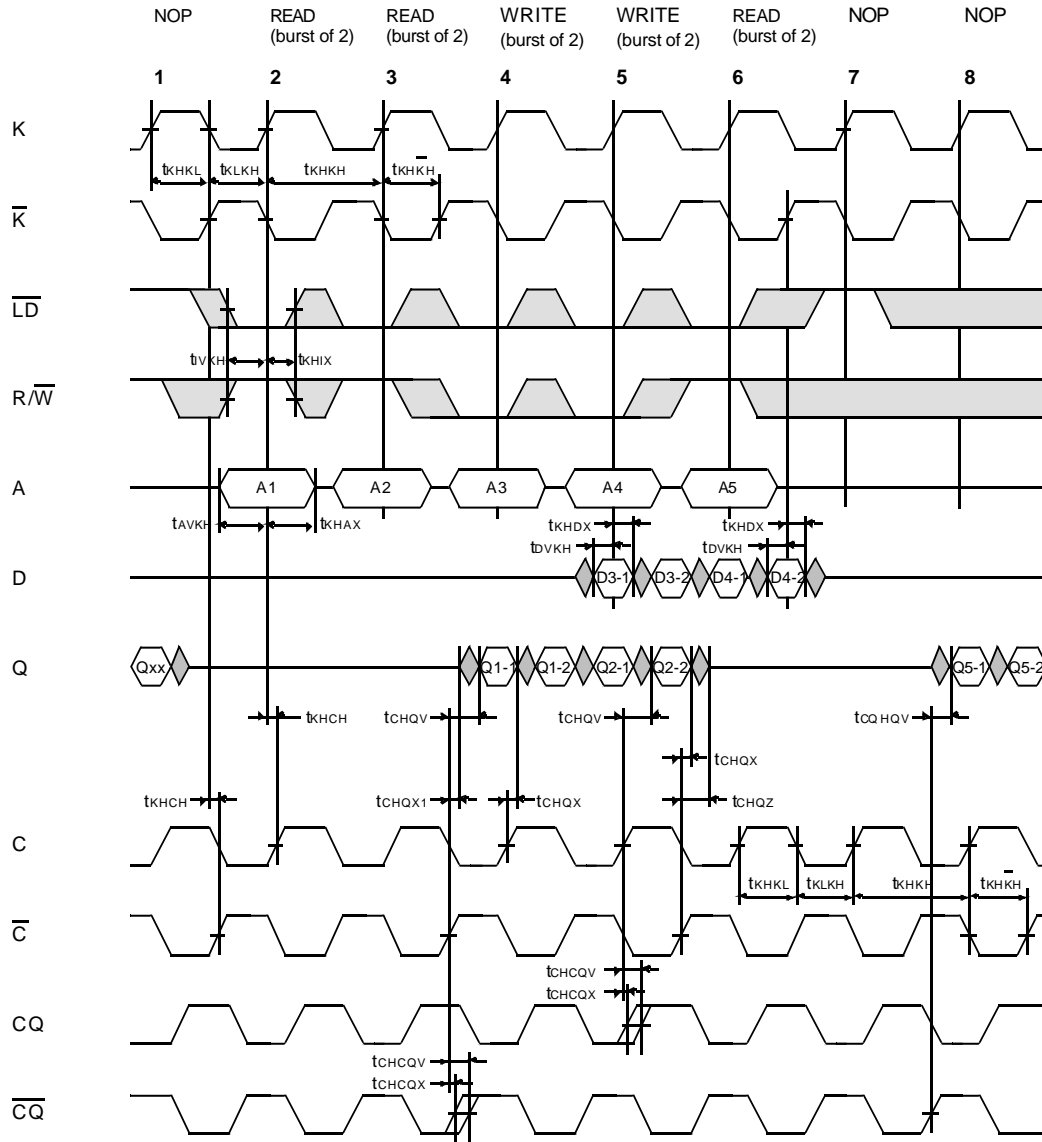 NOP READ READ WRITE WRITE READ NOP NOP
(burst of 2) (burst of 2) (burst of 2) (burst of 2) (burst of 2)
1 2 3 4 5 6 7 8
K
tKHKL tKLKH tKHKH tKHK̅H
K̅
L̅D̅
tIVKH tKHIX
R/W̅
A A1 A2 A3 A4 A5
tAVKH tKHAX tKHDX tKHDX
tDVKH tDVKH
D D3-1 D3-2 D4-1 D4-2
Q Qxx Q1-1 Q1-2 Q2-1 Q2-2 Q5-1 Q5-2
tKHCH tCHQV tCHQV tCQHQV
tCHQX
tKHCH tCHQX1 tCHQX tCHQZ
C
tKHKL tKLKH tKHKH tKHK̅H
C̅
tCHCQV
tCHCQX
CQ
tCHCQV
tCHCQX
C̅Q̅